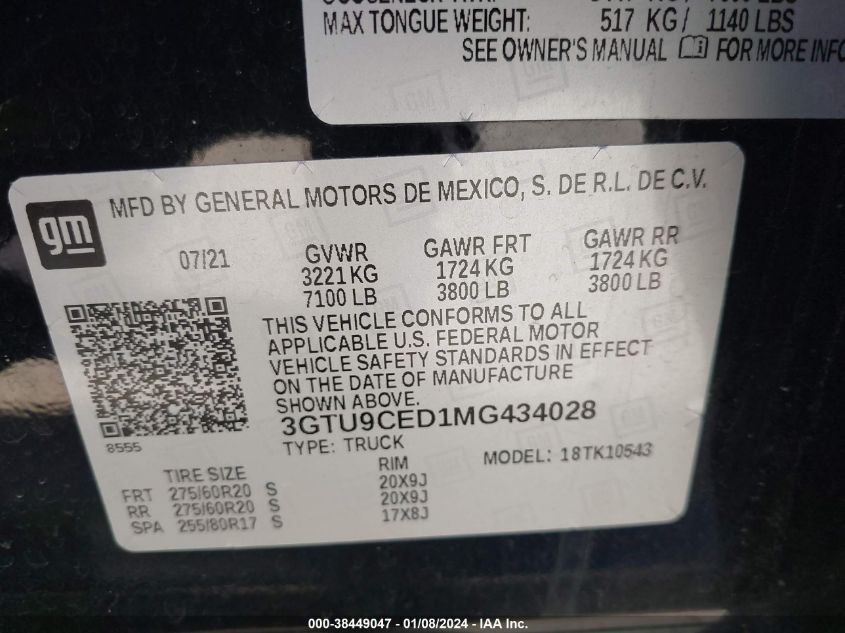 MAX TONGUE WEIGHT: 517 KG / 1140 LBS
SEE OWNER'S MANUAL FOR MORE INFO
gm
MFD BY GENERAL MOTORS DE MEXICO, S. DE R.L. DE C.V.
07/21 GVWR GAWR FRT GAWR RR
3221 KG 1724 KG 1724 KG
7100 LB 3800 LB 3800 LB
THIS VEHICLE CONFORMS TO ALL
APPLICABLE U.S. FEDERAL MOTOR
VEHICLE SAFETY STANDARDS IN EFFECT
ON THE DATE OF MANUFACTURE
SHOWN ABOVE.
3GTU9CED1MG434028
8555 TYPE: TRUCK MODEL: 18TK10543
TIRE SIZE RIM
FRT 275/60R20 S 20X9J
RR 275/60R20 S 20X9J
SPA 255/80R17 S 17X8J
000-38449047 - 01/08/2024 - IAA Inc.